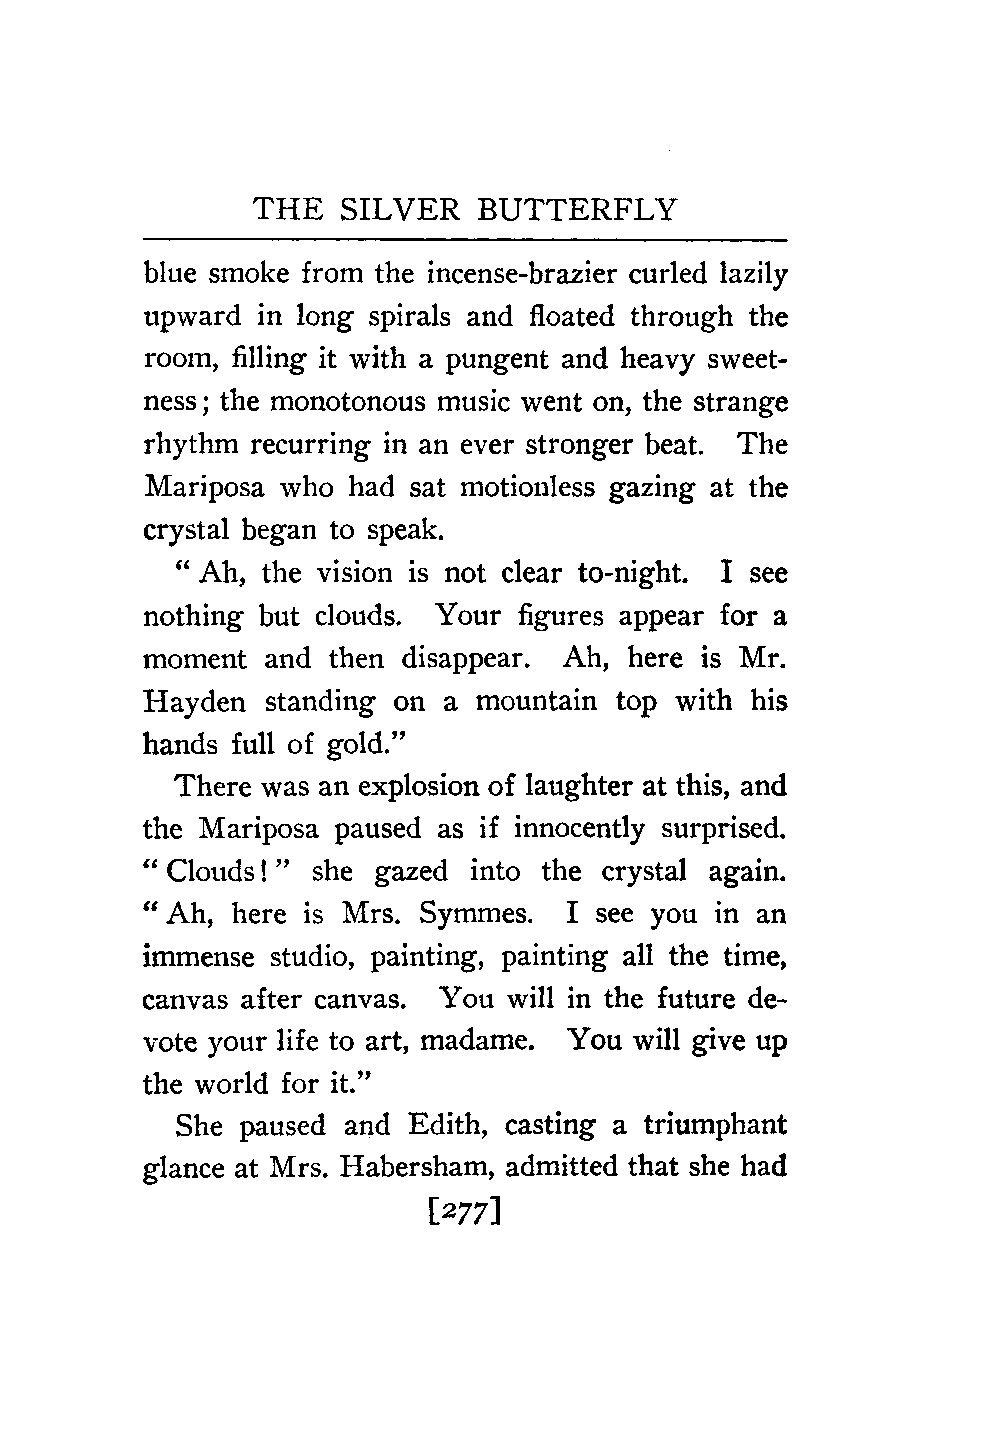 THE SILVER BUTTERFLY
blue smoke from the incense-brazier curled lazily
upward in long spirals and floated through the
room, filling it with a pungent and heavy sweet-
ness; the monotonous music went on, the strange
rhythm recurring in an ever stronger beat. The
Mariposa who had sat motionless gazing at the
crystal began to speak.
“Ah, the vision is not clear to-night. I see
nothing but clouds. Your figures appear for a
moment and then disappear. Ah, here is Mr.
Hayden standing on a mountain top with his
hands full of gold.”
There was an explosion of laughter at this, and
the Mariposa paused as if innocently surprised.
“Clouds!” she gazed into the crystal again.
“Ah, here is Mrs. Symmes. I see you in an
immense studio, painting, painting all the time,
canvas after canvas. You will in the future de-
vote your life to art, madame. You will give up
the world for it.”
She paused and Edith, casting a triumphant
glance at Mrs. Habersham, admitted that she had
[277]